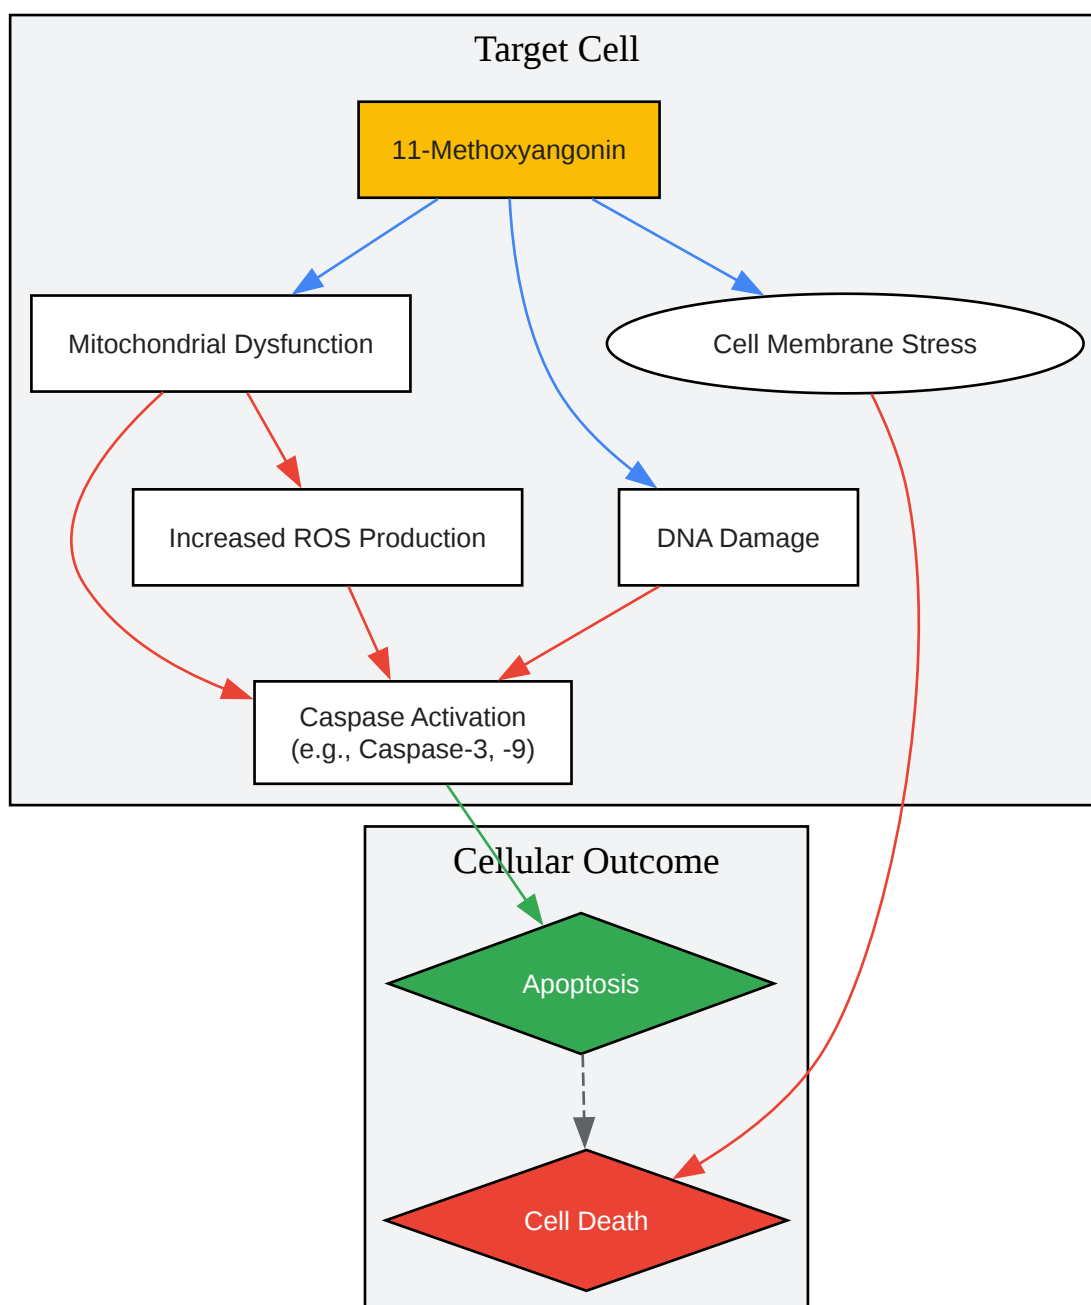 Target Cell
11-Methoxyangonin
Mitochondrial Dysfunction
Cell Membrane Stress
Increased ROS Production
DNA Damage
Caspase Activation
(e.g., Caspase-3, -9)
Cellular Outcome
Apoptosis
Cell Death